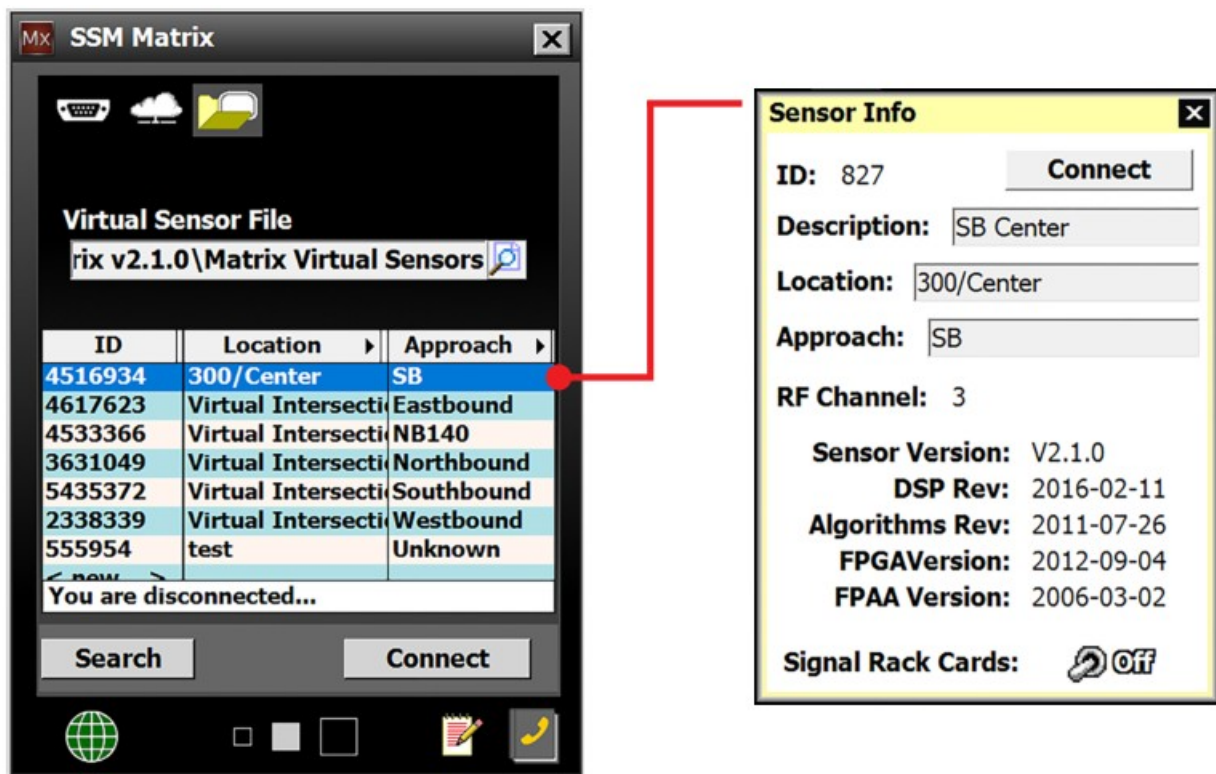 Mx SSM Matrix
Virtual Sensor File
rix v2.1.0\Matrix Virtual Sensors
ID Location Approach
4516934 300/Center SB
4617623 Virtual Intersecti Eastbound
4533366 Virtual Intersecti NB140
3631049 Virtual Intersecti Northbound
5435372 Virtual Intersecti Southbound
2338339 Virtual Intersecti Westbound
555954 test Unknown
< new >
You are disconnected...
Search Connect
Sensor Info
ID: 827 Connect
Description: SB Center
Location: 300/Center
Approach: SB
RF Channel: 3
Sensor Version: V2.1.0
DSP Rev: 2016-02-11
Algorithms Rev: 2011-07-26
FPGAVersion: 2012-09-04
FPAA Version: 2006-03-02
Signal Rack Cards: Off